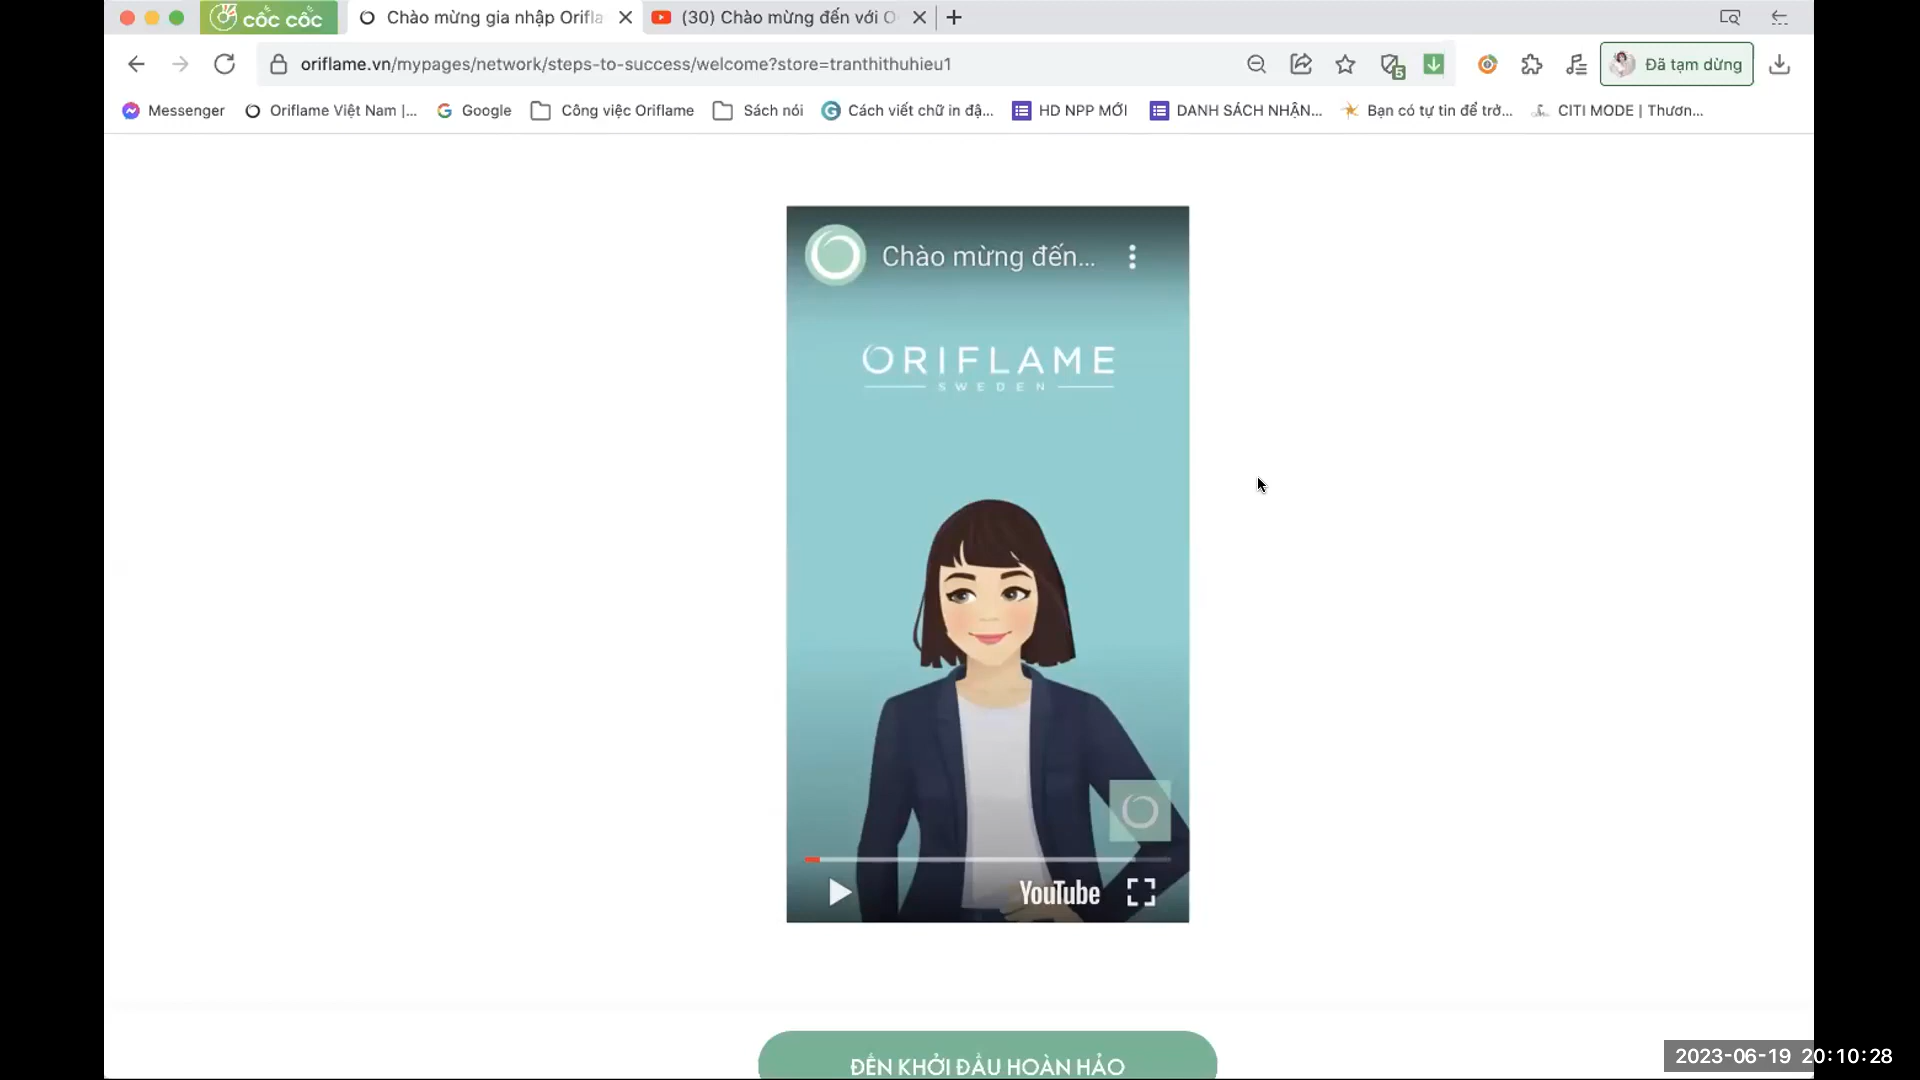 cốc cốc
Chào mừng gia nhập Orifla
(30) Chào mừng đến với O
oriflame.vn/mypages/network/steps-to-success/welcome?store=tranthithuhieu1
5
Đã tạm dừng
Messenger
Oriflame Việt Nam |...
Google
Công việc Oriflame
Sách nói
Cách viết chữ in đậ...
HD NPP MỚI
DANH SÁCH NHẬN...
Bạn có tự tin để trở...
CITI MODE | Thươn...
Chào mừng đến...
ORIFLAME
SWEDEN
YouTube
ĐẾN KHỞI ĐẦU HOÀN HẢO
2023-06-19 20:10:28